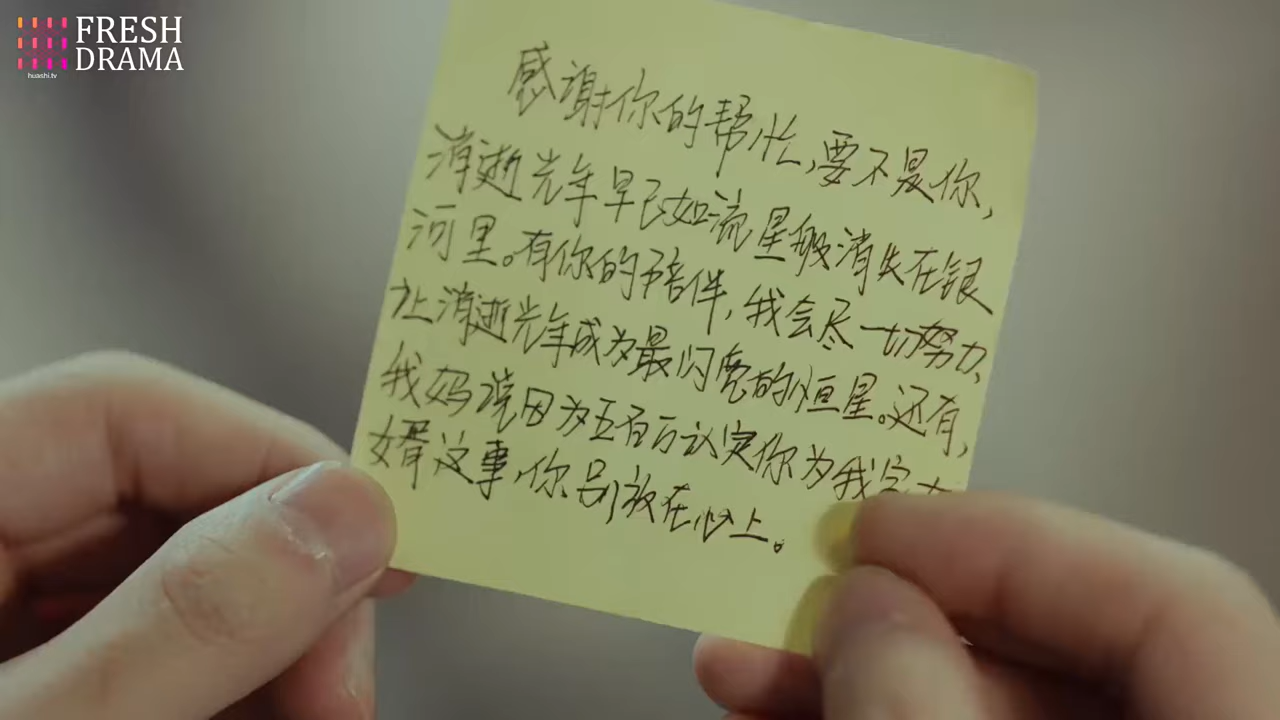 FRESH
DRAMA
huashi.tv
感谢你的帮忙,要不是你,
消逝光年早已如流星般消失在银
河里。有你的陪伴,我会尽一切努力,
让消逝光年成为最闪亮的恒星。还有,
我妈说因为五百万认定你为我家
婿这事,你别放在心上。